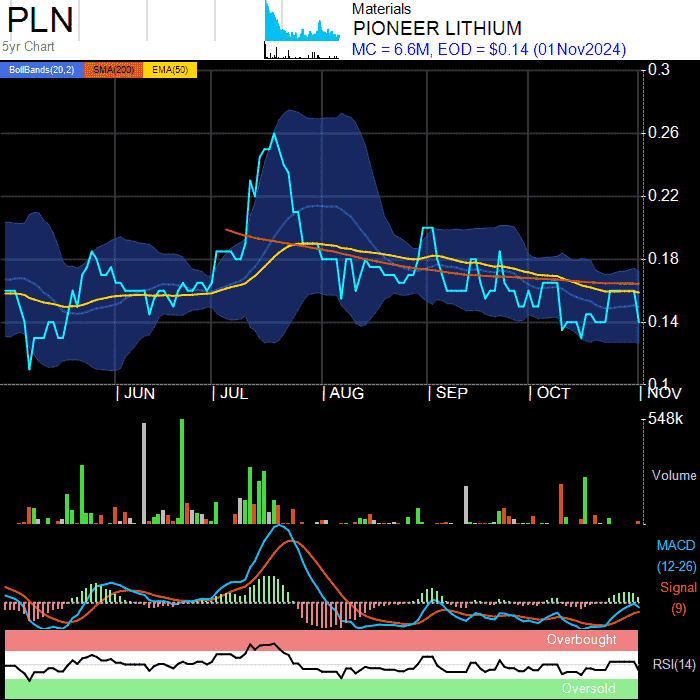 PLN
5yr Chart
Materials
PIONEER LITHIUM
MC = 6.6M, EOD = $0.14 (01Nov2024)
BollBands(20,2) SMA(200) EMA(50)
0.3
0.26
0.22
0.18
0.14
0.1
JUN JUL AUG SEP OCT NOV
548k
Volume
MACD
(12-26)
Signal
(9)
Overbought
RSI(14)
Oversold